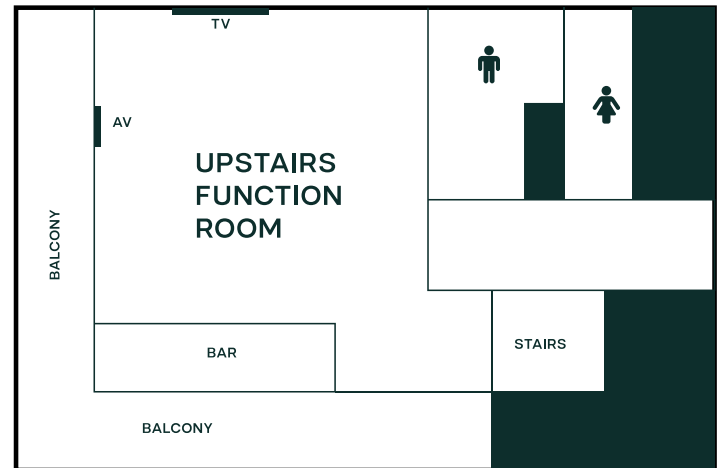 TV
AV
UPSTAIRS
FUNCTION
ROOM
BALCONY
BAR
STAIRS
BALCONY